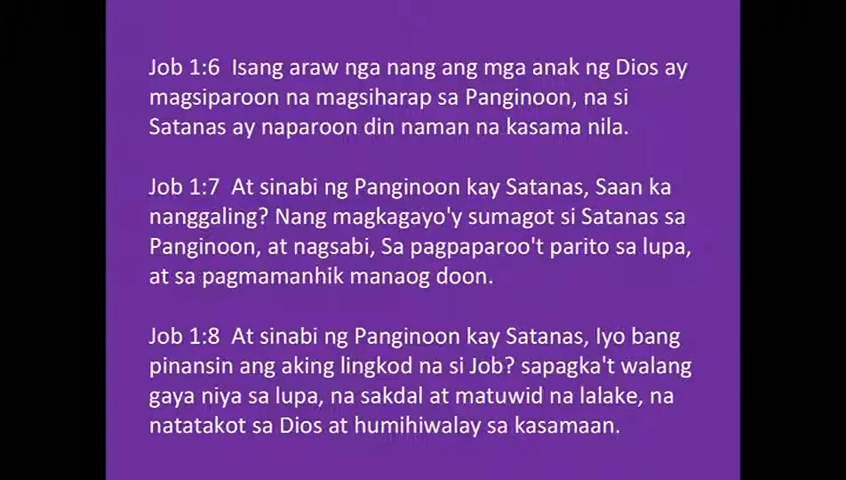 Job 1:6  Isang araw nga nang ang mga anak ng Dios ay
magsiparoon na magsiharap sa Panginoon, na si
Satanas ay naparoon din naman na kasama nila.
Job 1:7  At sinabi ng Panginoon kay Satanas, Saan ka
nanggaling? Nang magkagayo'y sumagot si Satanas sa
Panginoon, at nagsabi, Sa pagpaparoo't parito sa lupa,
at sa pagmamanhik manaog doon.
Job 1:8  At sinabi ng Panginoon kay Satanas, Iyo bang
pinansin ang aking lingkod na si Job? sapagka't walang
gaya niya sa lupa, na sakdal at matuwid na lalake, na
natatakot sa Dios at humihiwalay sa kasamaan.